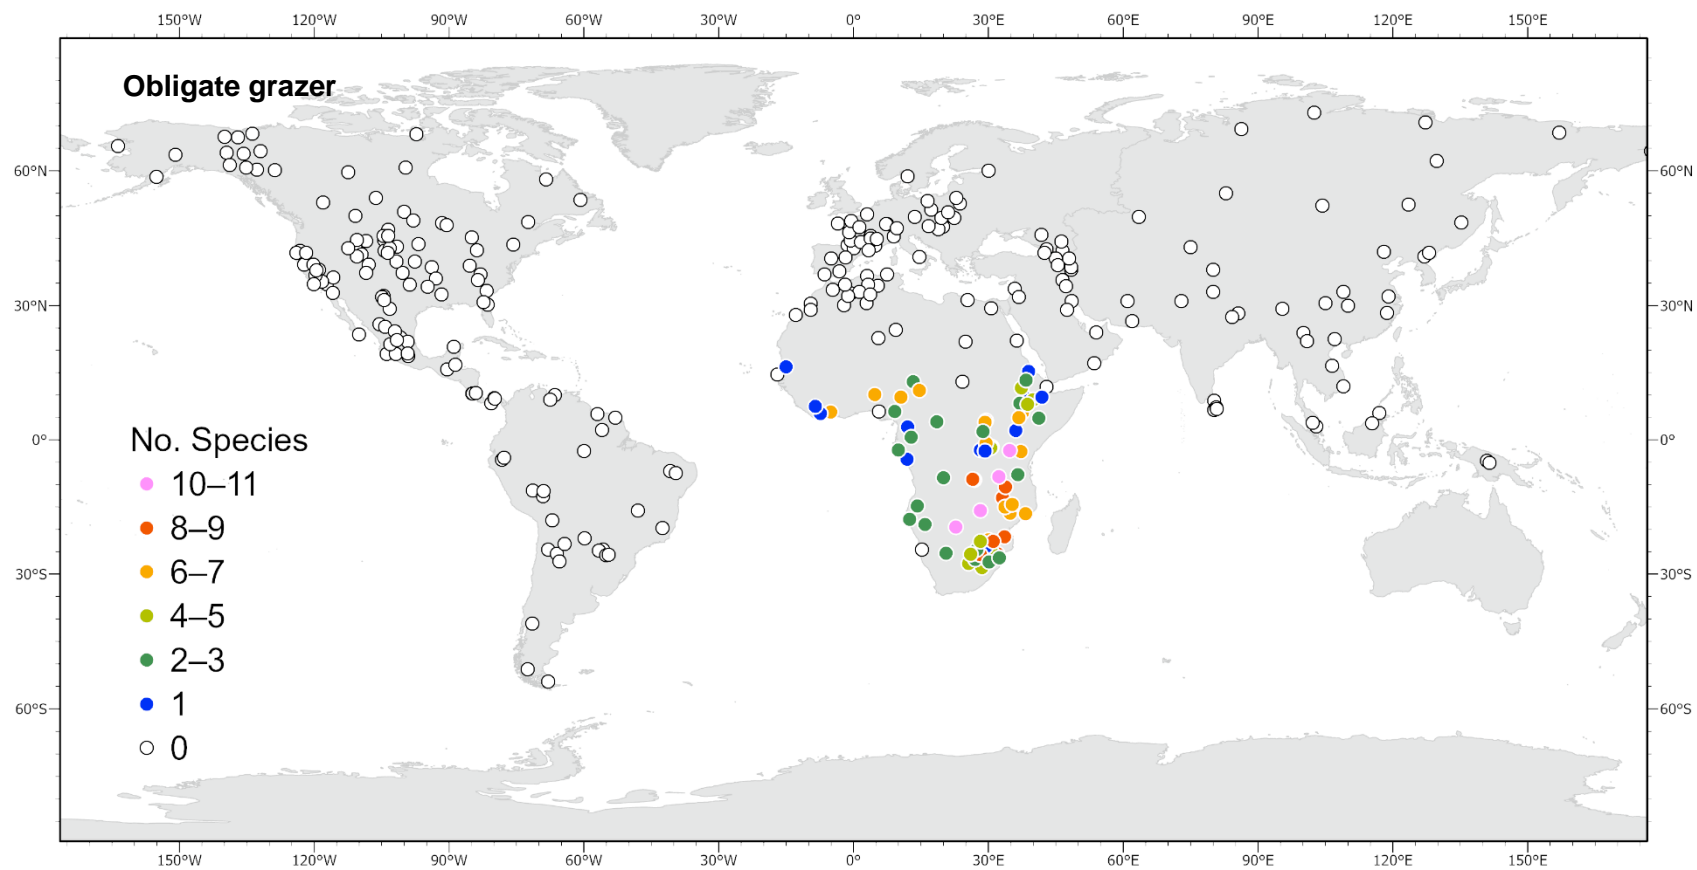 150°W 120°W 90°W 60°W 30°W 0° 30°E 60°E 90°E 120°E 150°E
Obligate grazer
60°N 60°N
30°N 30°N
No. Species
0° 0°
10–11
8–9
30°S 30°S
6–7
4–5
2–3
1
60°S 60°S
0
150°W 120°W 90°W 60°W 30°W 0° 30°E 60°E 90°E 120°E 150°E